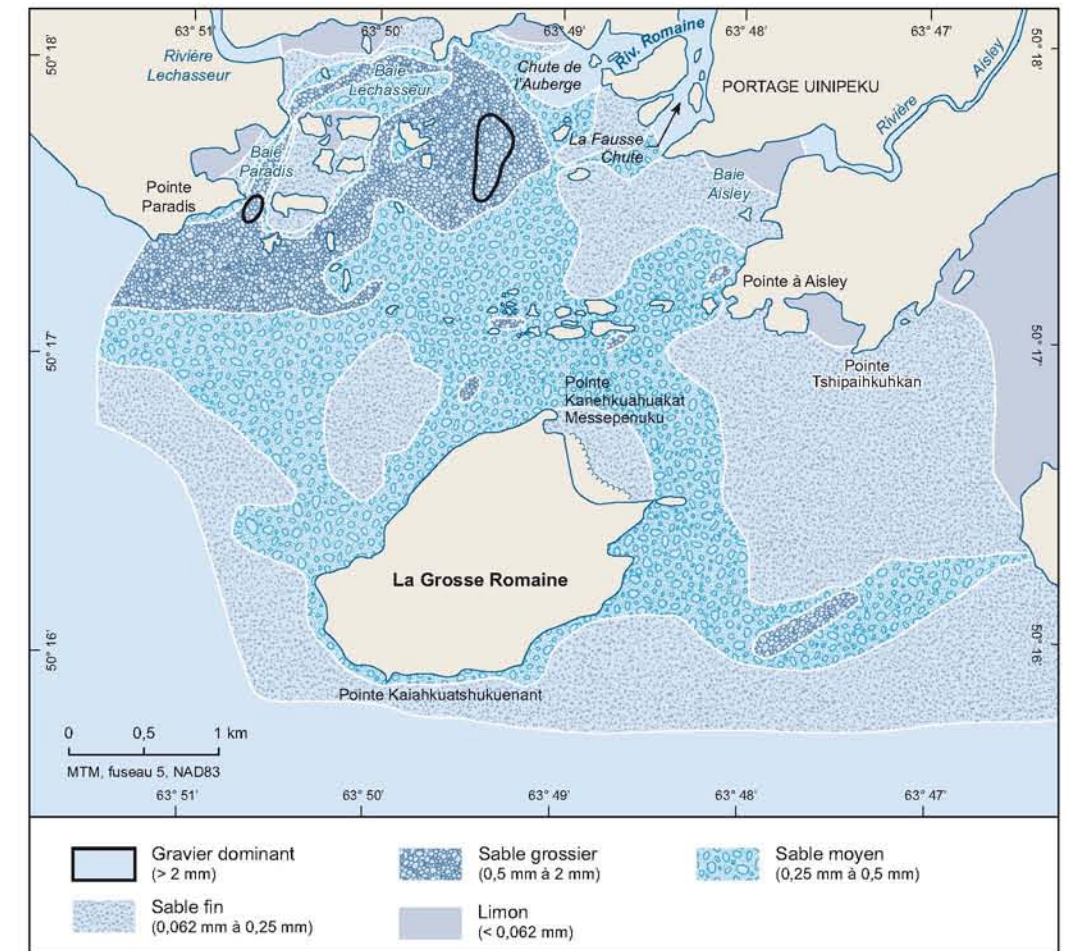 63° 51'
63° 50'
63° 49'
63° 48'
63° 47'
50° 18'
50° 18'
Rivière
Lechasseur
Baie
Lechasseur
Chute de
l'Auberge
Riv. Romaine
PORTAGE UINIPEKU
Rivière
Aisley
La Fausse
Chute
Baie
Paradis
Baie
Aisley
Pointe
Paradis
Pointe à Aisley
50° 17'
50° 17'
Pointe
Tshipaihkuhkan
Pointe
Kanehkuahuakat
Messepenuku
La Grosse Romaine
50° 16'
50° 16'
Pointe Kaiahkuatshukuenant
0 0,5 1 km
MTM, fuseau 5, NAD83
63° 51'
63° 50'
63° 49'
63° 48'
63° 47'
Gravier dominant
(> 2 mm)
Sable grossier
(0,5 mm à 2 mm)
Sable moyen
(0,25 mm à 0,5 mm)
Sable fin
(0,062 mm à 0,25 mm)
Limon
(< 0,062 mm)